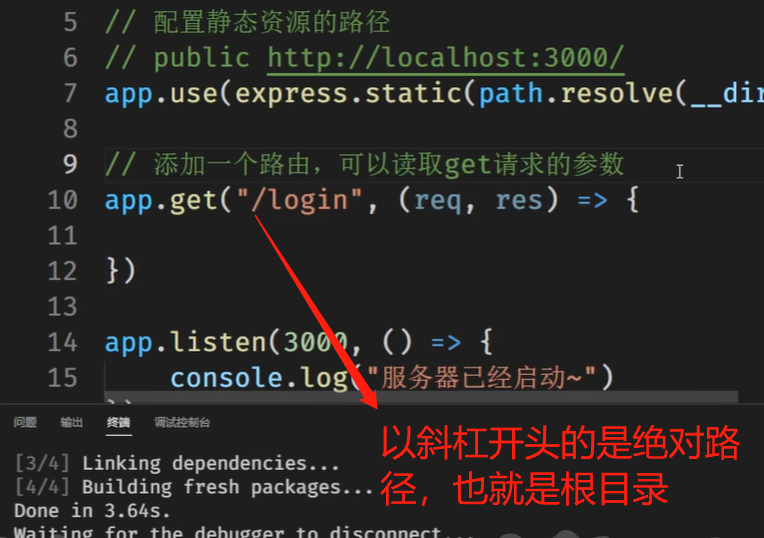 5 // 配置静态资源的路径
6 // public http://localhost:3000/
7 app.use(express.static(path.resolve(__dir
8
9 // 添加一个路由，可以读取get请求的参数
10 app.get("/login", (req, res) => {
11
12 })
13
14 app.listen(3000, () => {
15 console.log("服务器已经启动~")
问题 输出 终端 调试控制台
以斜杠开头的是绝对路
径，也就是根目录
[3/4] Linking dependencies...
[4/4] Building fresh packages...
Done in 3.64s.
Waiting for the debugger to disconnect...